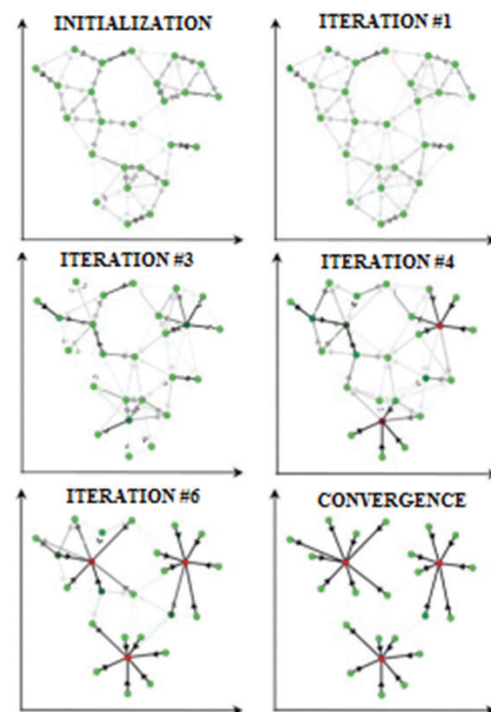 INITIALIZATION
ITERATION #1
ITERATION #3
ITERATION #4
ITERATION #6
CONVERGENCE